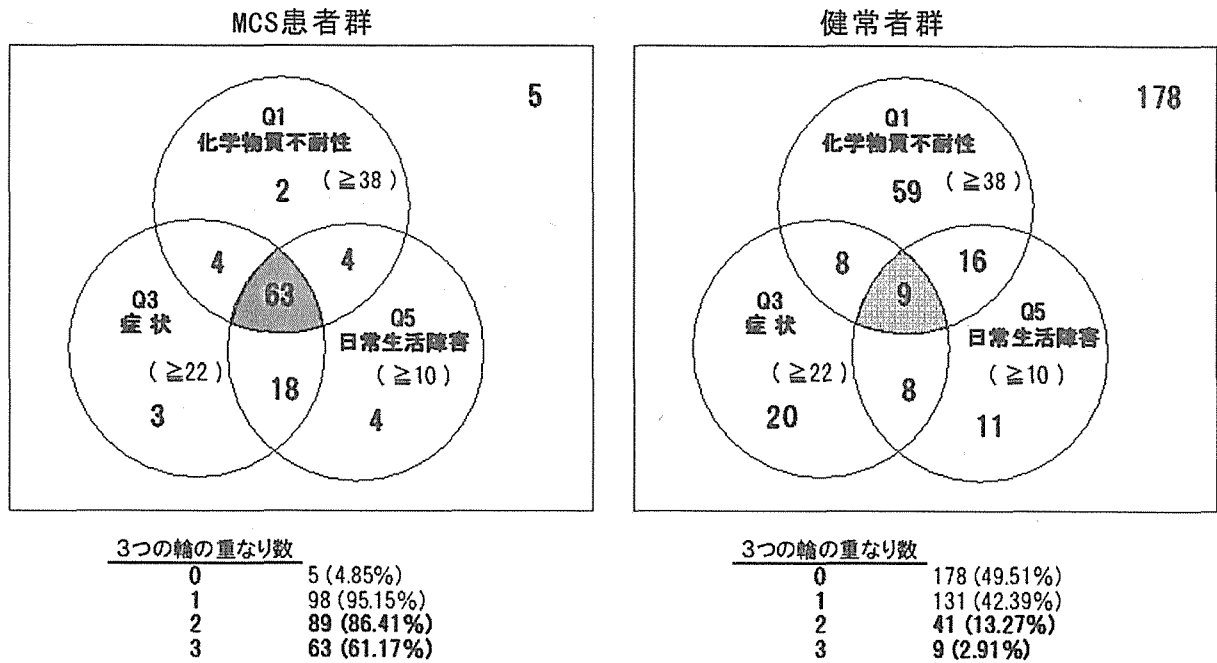 MCS患者群
5
Q1
化学物質不耐性
2 (≧38)
4
4
63
Q3
症状
(≧22)
3
18
Q5
日常生活障害
(≧10)
4
3つの輪の重なり数
0 5 (4.85%)
1 98 (95.15%)
2 89 (86.41%)
3 63 (61.17%)
健常者群
178
Q1
化学物質不耐性
59 (≧38)
8
16
9
Q3
症状
(≧22)
20
8
Q5
日常生活障害
(≧10)
11
3つの輪の重なり数
0 178 (49.51%)
1 131 (42.39%)
2 41 (13.27%)
3 9 (2.91%)